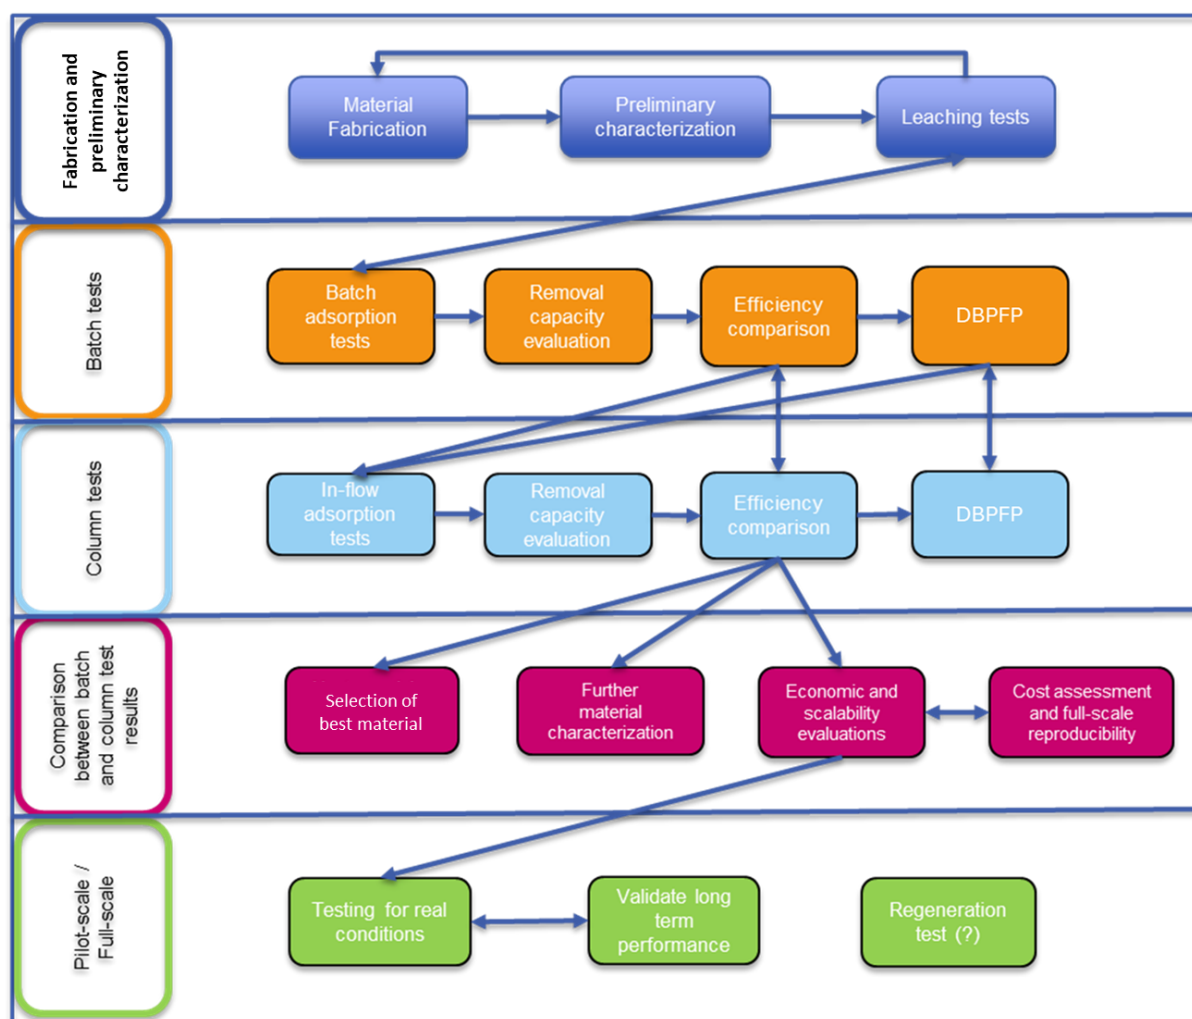 Fabrication and
preliminary
characterization
Material
Fabrication
Preliminary
characterization
Leaching tests
Batch tests
Batch
adsorption
tests
Removal
capacity
evaluation
Efficiency
comparison
DBPFP
Column tests
In-flow
adsorption
tests
Removal
capacity
evaluation
Efficiency
comparison
DBPFP
Comparison
between batch
and column test
results
Selection of
best material
Further
material
characterization
Economic and
scalability
evaluations
Cost assessment
and full-scale
reproducibility
Pilot-scale /
Full-scale
Testing for real
conditions
Validate long
term
performance
Regeneration
test (?)